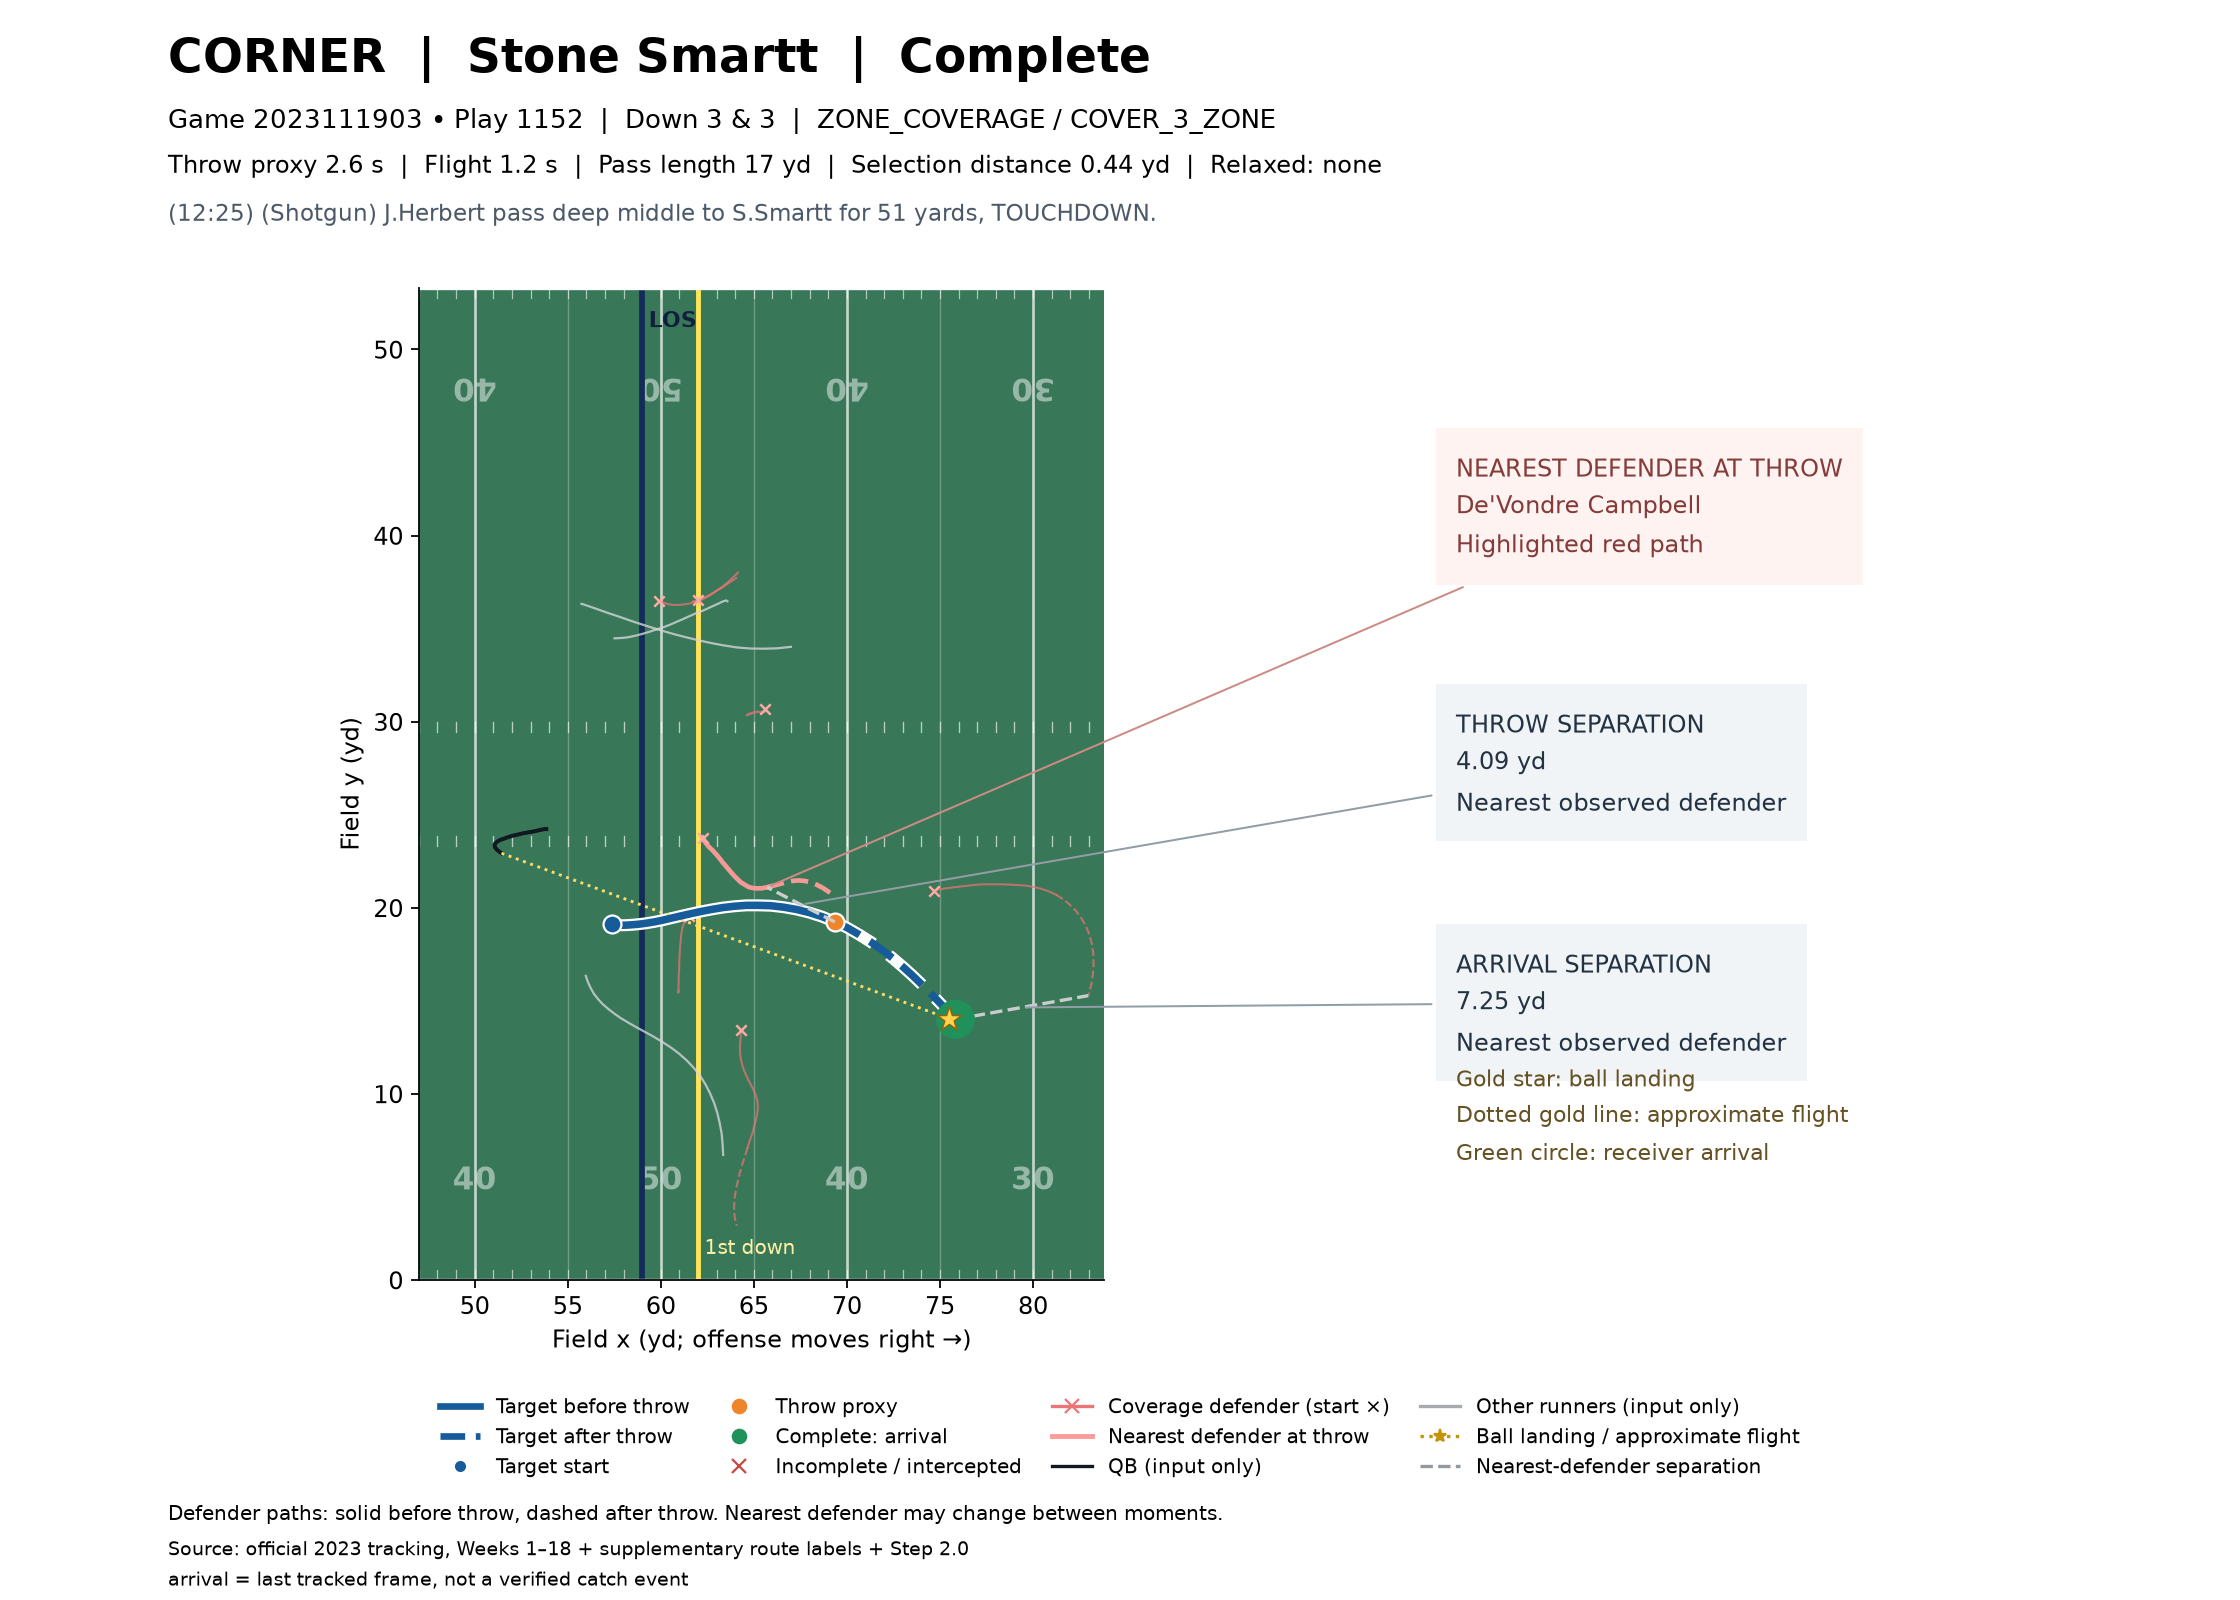 CORNER | Stone Smartt | Complete
Game 2023111903 • Play 1152 | Down 3 & 3 | ZONE_COVERAGE / COVER_3_ZONE
Throw proxy 2.6 s | Flight 1.2 s | Pass length 17 yd | Selection distance 0.44 yd | Relaxed: none
(12:25) (Shotgun) J.Herbert pass deep middle to S.Smartt for 51 yards, TOUCHDOWN.
LOS
40 50 40 30
50
40
30
20
10
0
Field y (yd)
40 50 40 30
1st down
50 55 60 65 70 75 80
Field x (yd; offense moves right →)
NEAREST DEFENDER AT THROW
De'Vondre Campbell
Highlighted red path
THROW SEPARATION
4.09 yd
Nearest observed defender
ARRIVAL SEPARATION
7.25 yd
Nearest observed defender
Gold star: ball landing
Dotted gold line: approximate flight
Green circle: receiver arrival
Target before throw
Target after throw
Target start
Throw proxy
Complete: arrival
Incomplete / intercepted
Coverage defender (start ×)
Nearest defender at throw
QB (input only)
Other runners (input only)
Ball landing / approximate flight
Nearest-defender separation
Defender paths: solid before throw, dashed after throw. Nearest defender may change between moments.
Source: official 2023 tracking, Weeks 1–18 + supplementary route labels + Step 2.0
arrival = last tracked frame, not a verified catch event